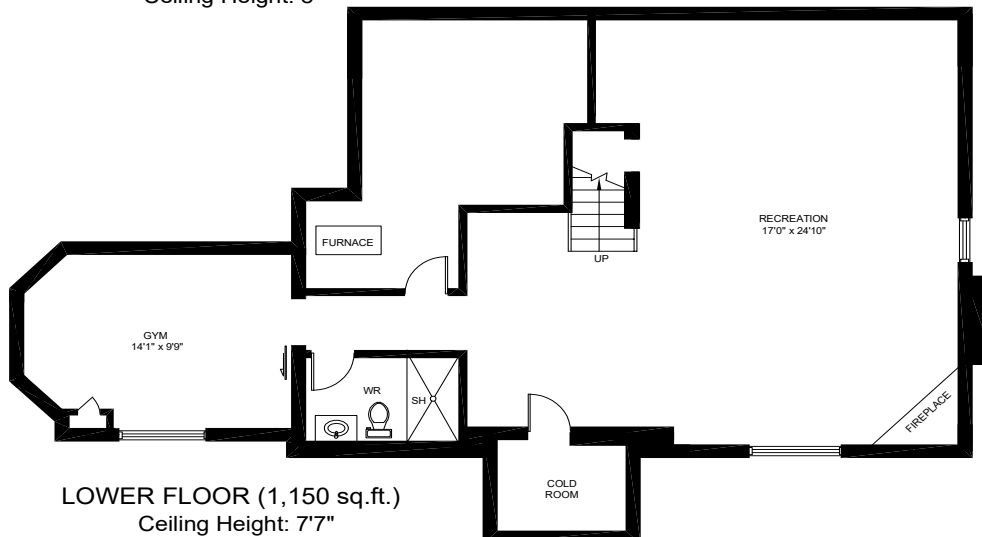 RECREATION
17'0" x 24'10"
FURNACE
UP
GYM
14'1" x 9'9"
WR
SH
FIREPLACE
COLD
ROOM
LOWER FLOOR (1,150 sq.ft.)
Ceiling Height: 7'7"